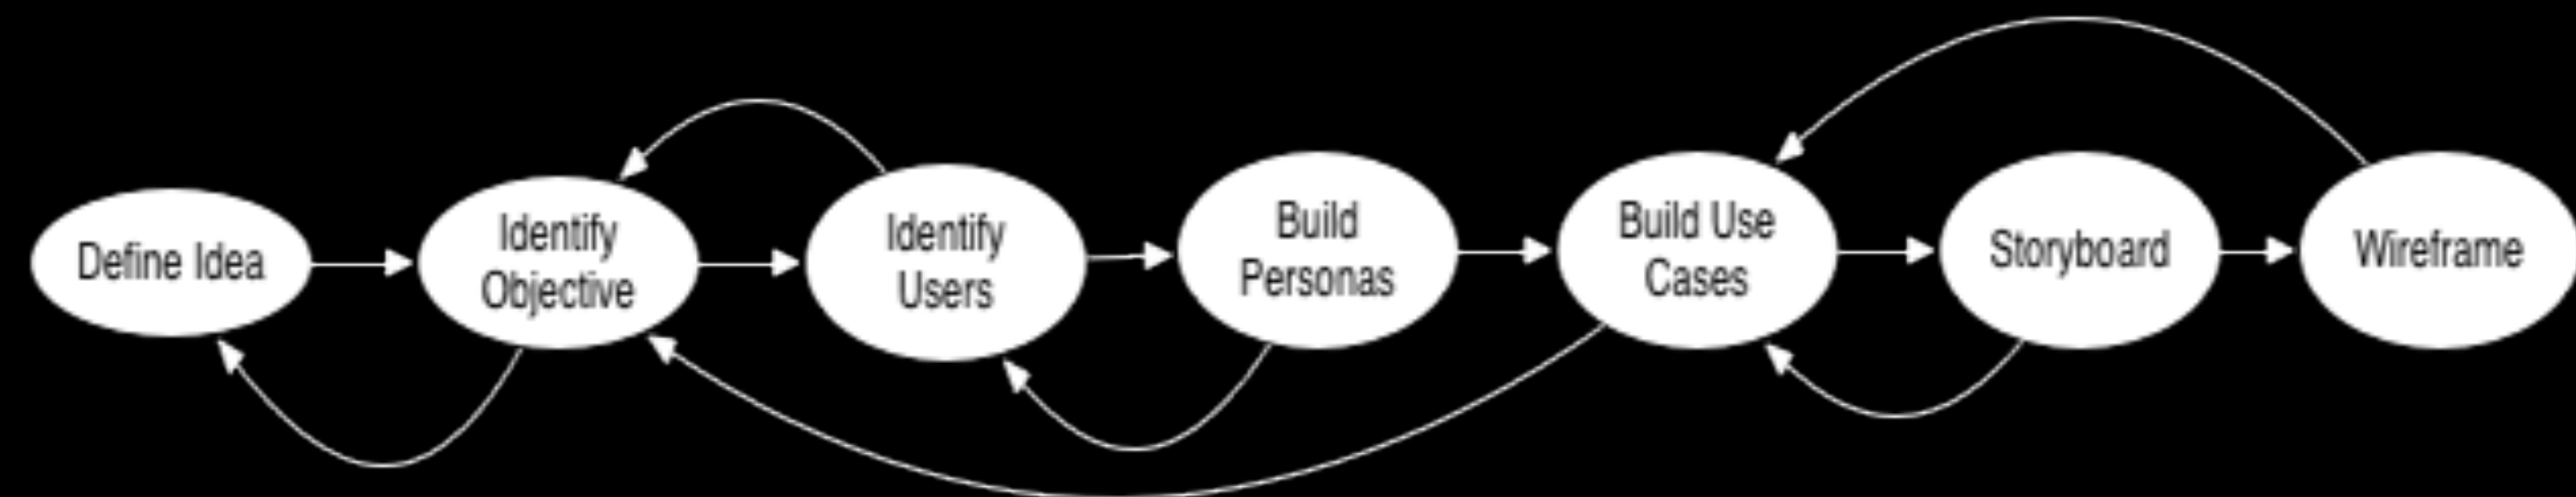 Define Idea
Identify
Objective
Identify
Users
Build
Personas
Build Use
Cases
Storyboard
Wireframe